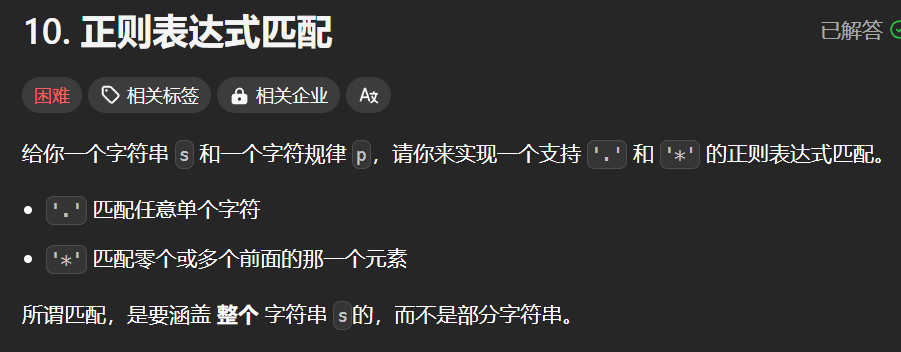 10. 正则表达式匹配
已解答
困难 相关标签 相关企业
给你一个字符串 s 和一个字符规律 p，请你来实现一个支持 '.' 和 '*' 的正则表达式匹配。
• '.' 匹配任意单个字符
• '*' 匹配零个或多个前面的那一个元素
所谓匹配，是要涵盖 整个 字符串 s的，而不是部分字符串。